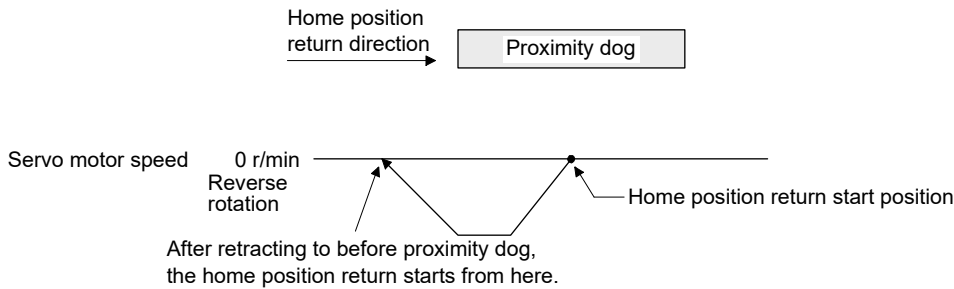 Home position
return direction
Proximity dog
Servo motor speed 0 r/min
Reverse
rotation
Home position return start position
After retracting to before proximity dog,
the home position return starts from here.